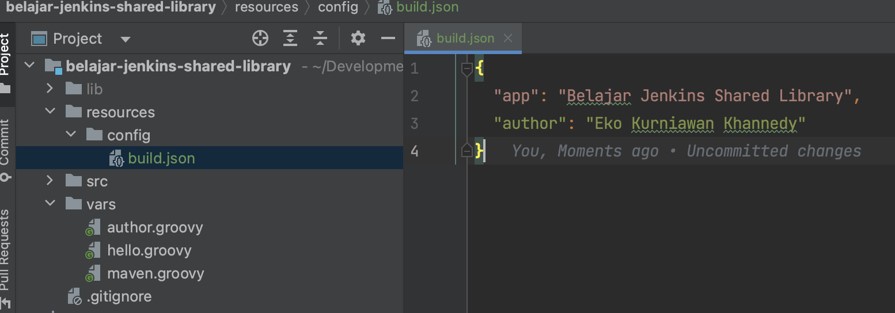 belajar-jenkins-shared-library resources config build.json
Project
build.json
Project
Commit
Pull Requests
belajar-jenkins-shared-library - ~/Developme
lib
resources
config
build.json
src
vars
author.groovy
hello.groovy
maven.groovy
.gitignore
1 {
2 "app": "Belajar Jenkins Shared Library",
3 "author": "Eko Kurniawan Khannedy"
4 } You, Moments ago • Uncommitted changes